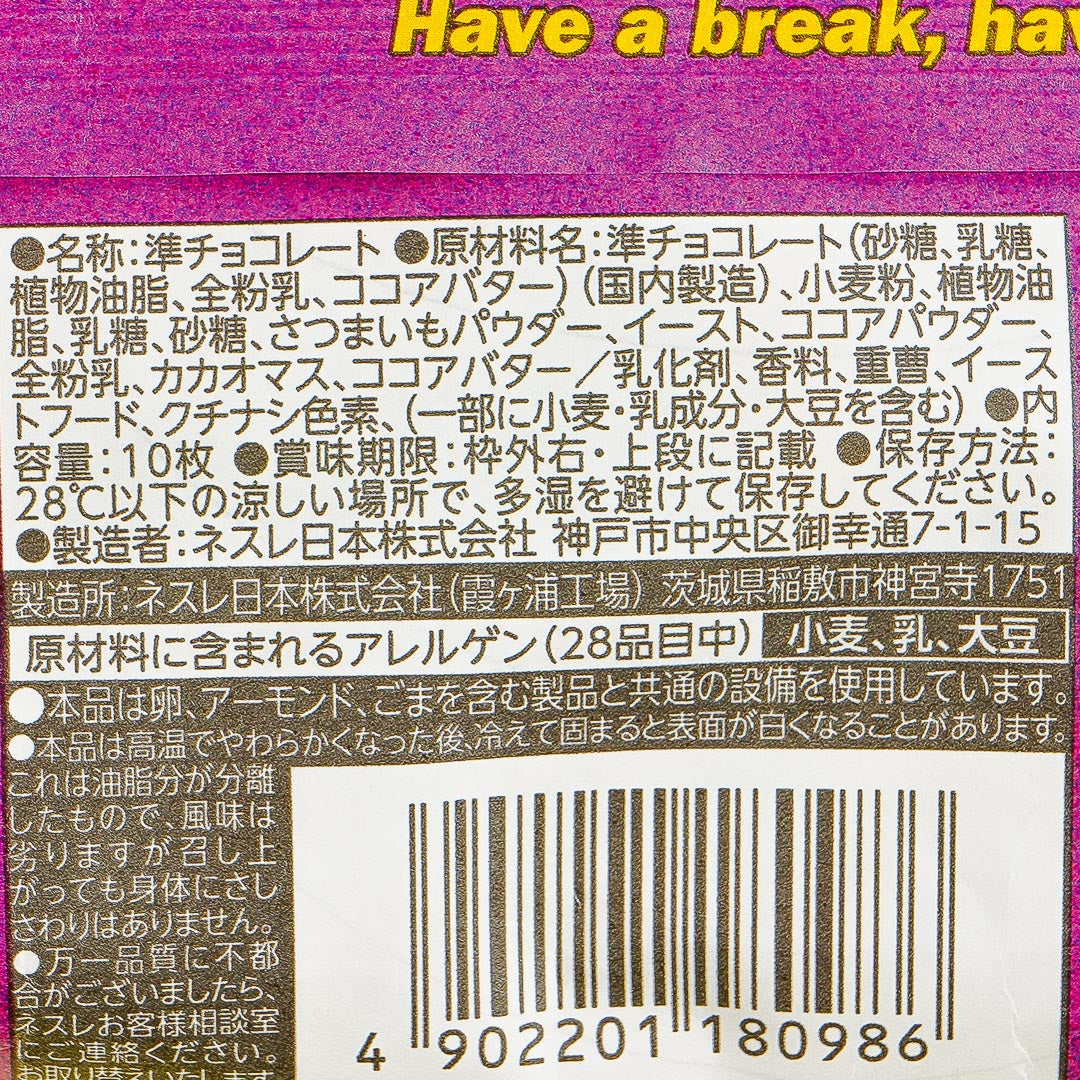 Have a break, hav
●名称:準チョコレート ●原材料名:準チョコレート(砂糖、乳糖、
植物油脂、全粉乳、ココアバター)(国内製造)、小麦粉、植物油
脂、乳糖、砂糖、さつまいもパウダー、イースト、ココアパウダー、
全粉乳、カカオマス、ココアバター/乳化剤、香料、重曹、イース
トフード、クチナシ色素、(一部に小麦・乳成分・大豆を含む) ●内
容量:10枚 ●賞味期限:枠外右・上段に記載 ●保存方法:
28℃以下の涼しい場所で、多湿を避けて保存してください。
●製造者:ネスレ日本株式会社 神戸市中央区御幸通7-1-15
製造所:ネスレ日本株式会社(霞ヶ浦工場) 茨城県稲敷市神宮寺1751
原材料に含まれるアレルゲン(28品目中) 小麦、乳、大豆
●本品は卵、アーモンド、ごまを含む製品と共通の設備を使用しています。
●本品は高温でやわらかくなった後、冷えて固まると表面が白くなることがあります。
これは油脂分が分離
したもので、風味は
劣りますが召し上
がっても身体にさし
さわりはありません。
●万一品質に不都
合がございましたら、
ネスレお客様相談室
にご連絡ください。
お取り替えいたします
4 902201 180986